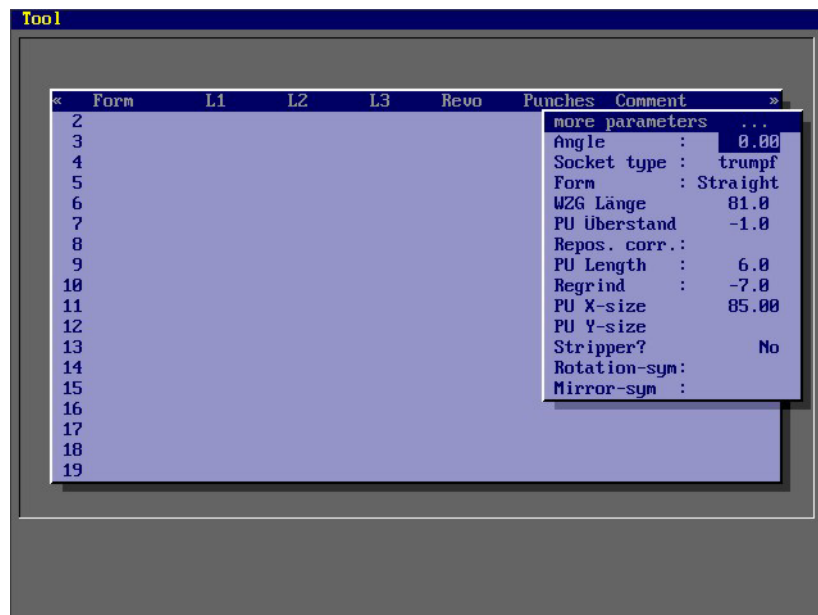 Tool
« Form L1 L2 L3 Revo Punches Comment »
2
3
4
5
6
7
8
9
10
11
12
13
14
15
16
17
18
19
more parameters ...
Angle : 0.00
Socket type : trumpf
Form : Straight
WZG Länge 81.0
PU Überstand -1.0
Repos. corr.:
PU Length : 6.0
Regrind : -7.0
PU X-size 85.00
PU Y-size
Stripper? No
Rotation-sym:
Mirror-sym :